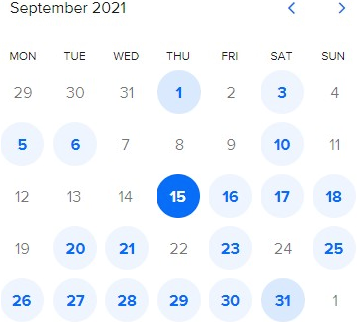 September 2021
MON TUE WED THU FRI SAT SUN
29 30 31 1 2 3 4
5 6 7 8 9 10 11
12 13 14 15 16 17 18
19 20 21 22 23 24 25
26 27 28 29 30 31 1